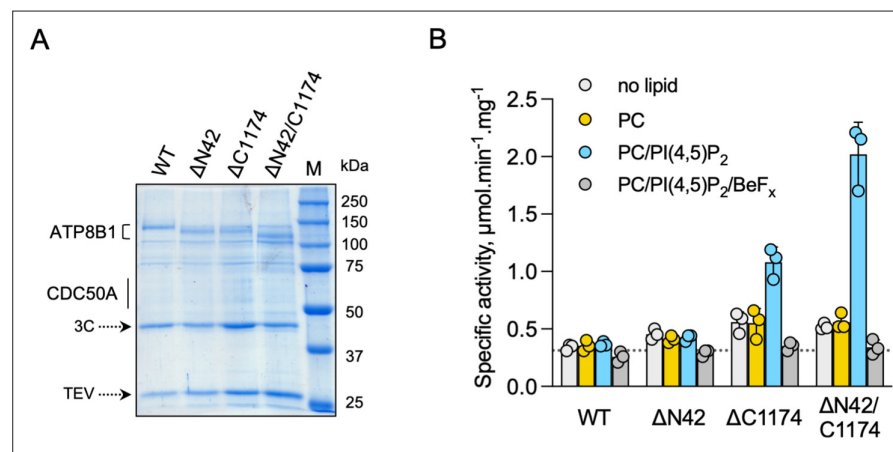 A
WT
ΔN42
ΔC1174
ΔN42/C1174
M
kDa
250
150
100
75
50
37
25
ATP8B1
CDC50A
3C
TEV
B
no lipid
PC
PC/PI(4,5)P₂
PC/PI(4,5)P₂/BeFₓ
Specific activity, µmol.min⁻¹.mg⁻¹
2.5
2.0
1.5
1.0
0.5
0.0
WT
ΔN42
ΔC1174
ΔN42/
C1174